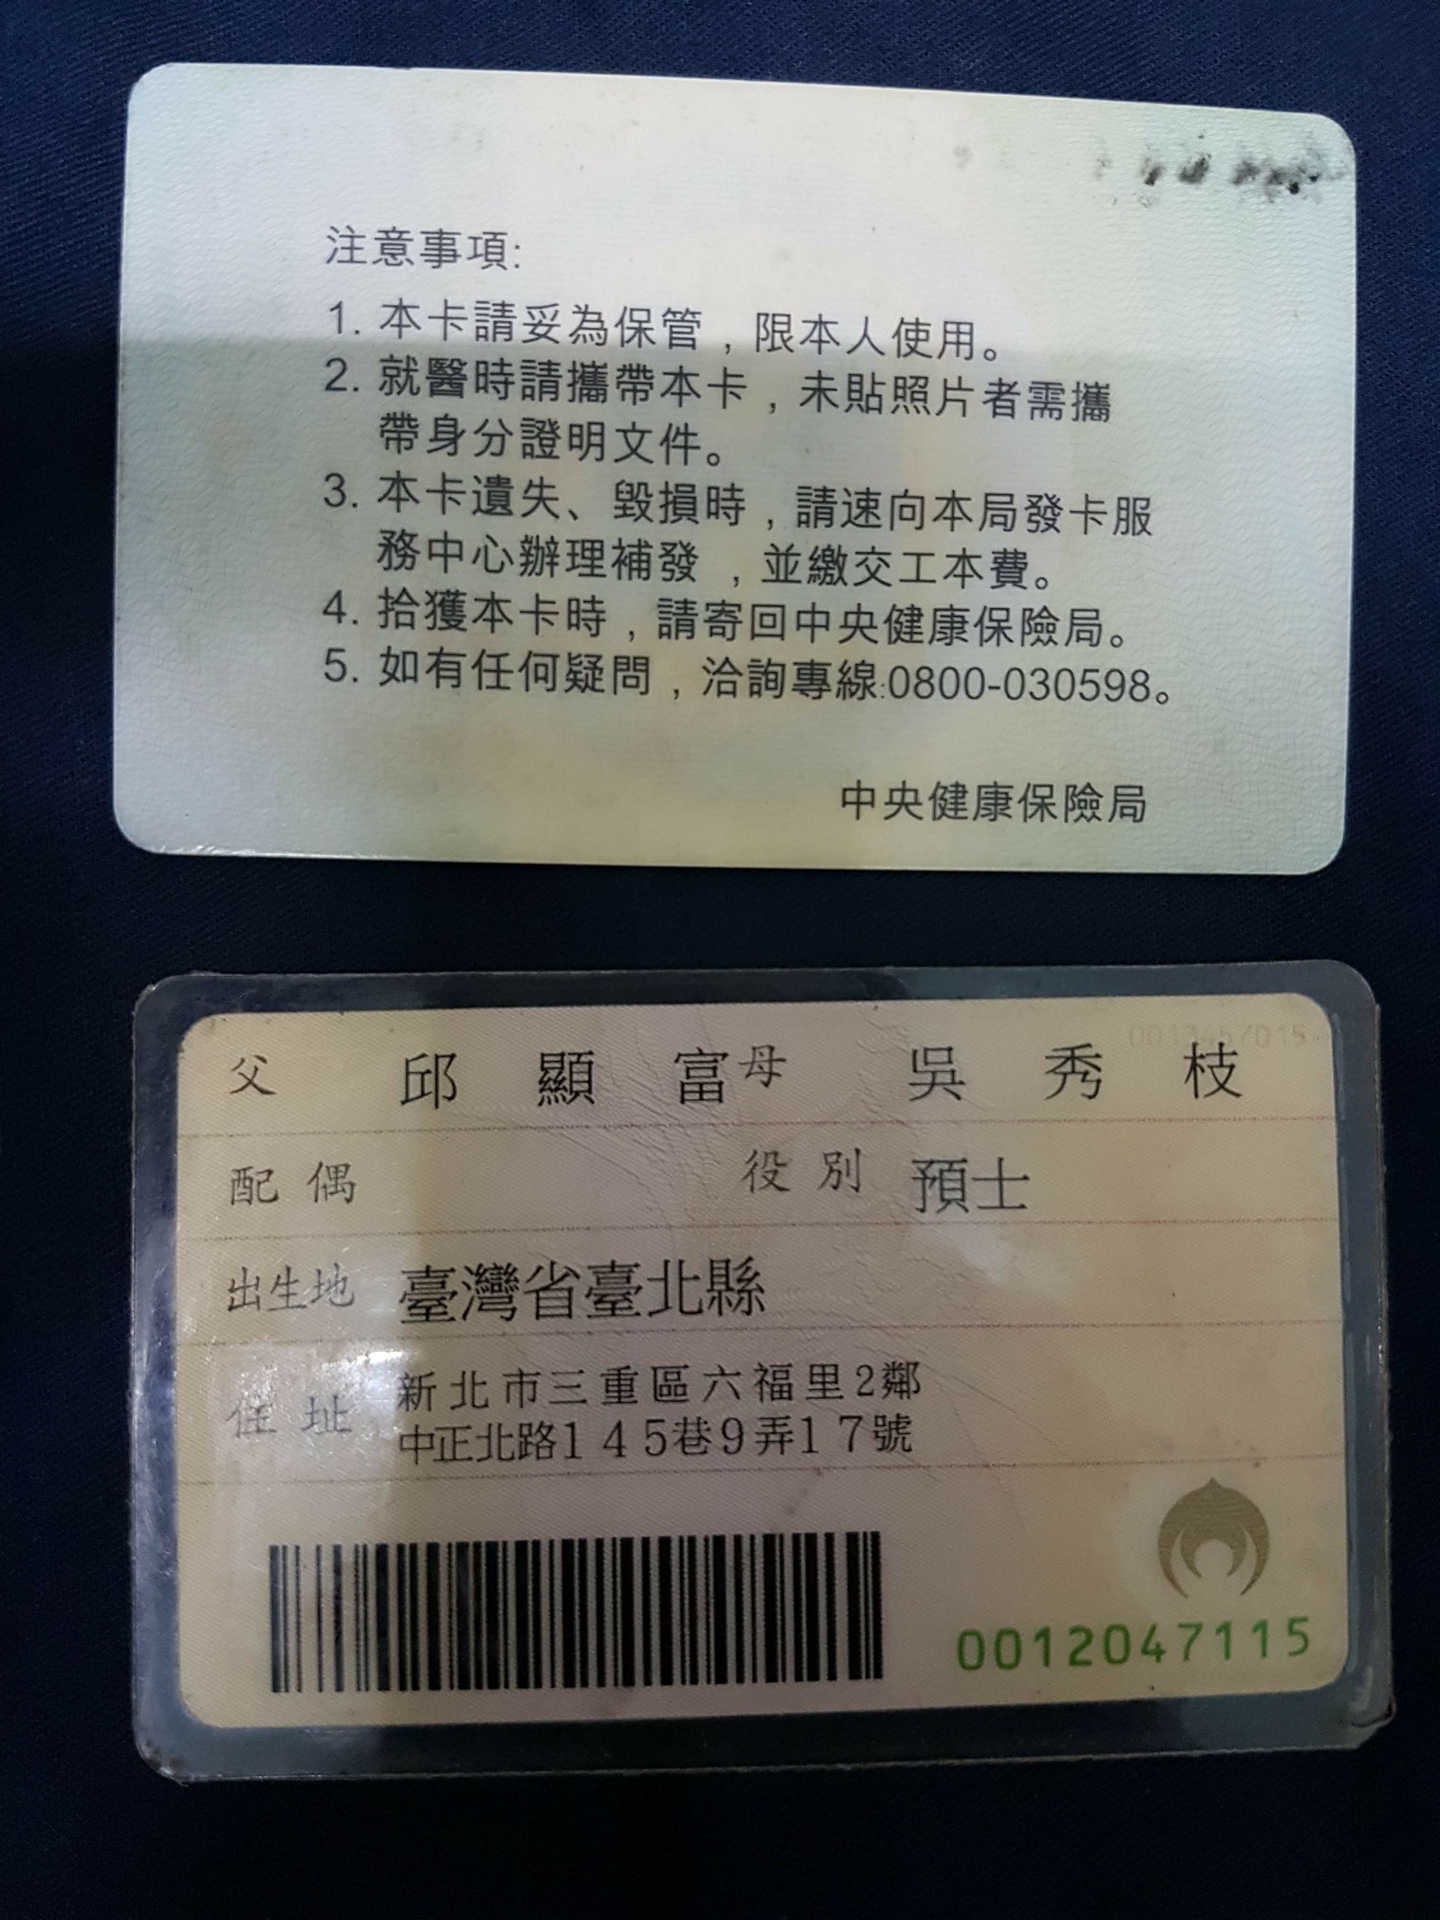 注意事項:
1. 本卡請妥為保管，限本人使用。
2. 就醫時請攜帶本卡，未貼照片者需攜
帶身分證明文件。
3. 本卡遺失、毀損時，請速向本局發卡服
務中心辦理補發，並繳交工本費。
4. 拾獲本卡時，請寄回中央健康保險局。
5. 如有任何疑問，洽詢專線:0800-030598。
中央健康保險局
父 邱顯富 母 吳秀枝
配偶 役別 預士
出生地 臺灣省臺北縣
住址 新北市三重區六福里2鄰
中正北路145巷9弄17號
0012047115